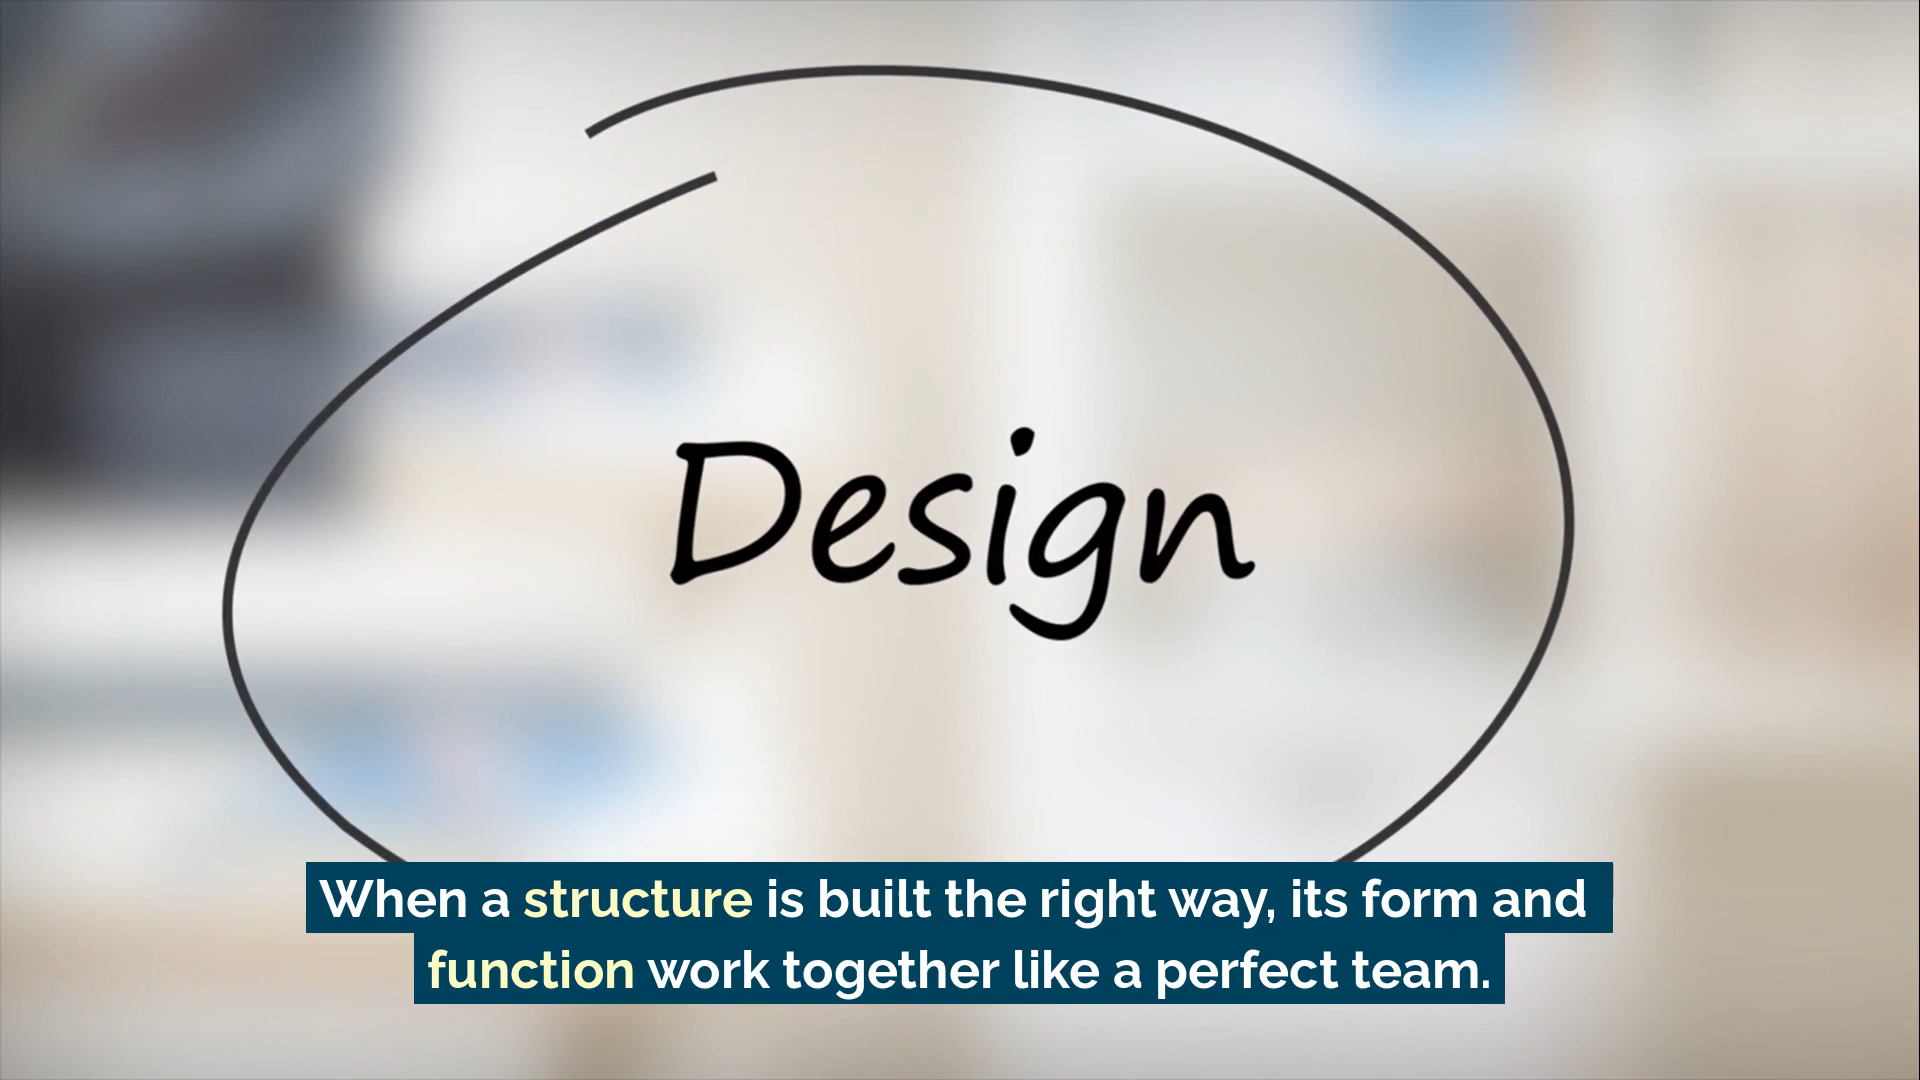 Design
When a structure is built the right way, its form and
function work together like a perfect team.